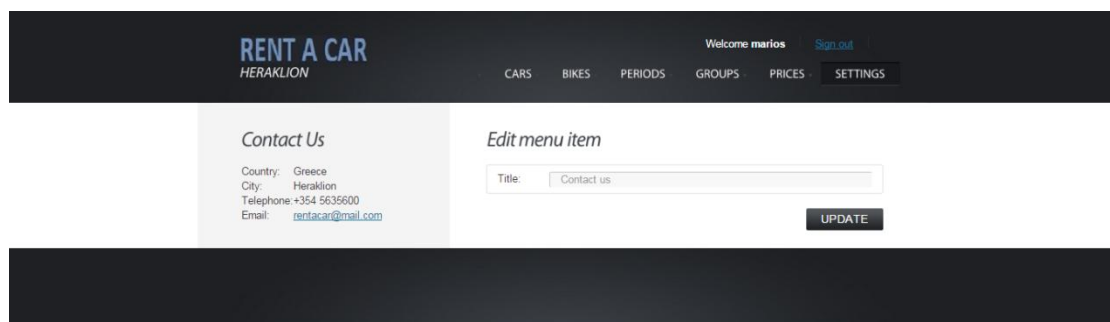 RENT A CAR
HERAKLION
Welcome marios Sign out
CARS BIKES PERIODS GROUPS PRICES SETTINGS
Contact Us
Country: Greece
City: Heraklion
Telephone:+354 5635600
Email: rentacar@mail.com
Edit menu item
Title: Contact us
UPDATE